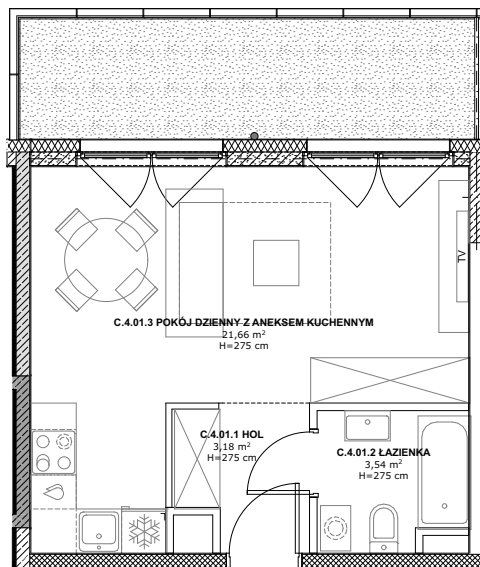 TV
C.4.01.3 POKÓJ DZIENNY Z ANEKSEM KUCHENNYM
21,66 m²
H=275 cm
C.4.01.1 HOL
3,18 m²
H=275 cm
C.4.01.2 ŁAZIENKA
3,54 m²
H=275 cm